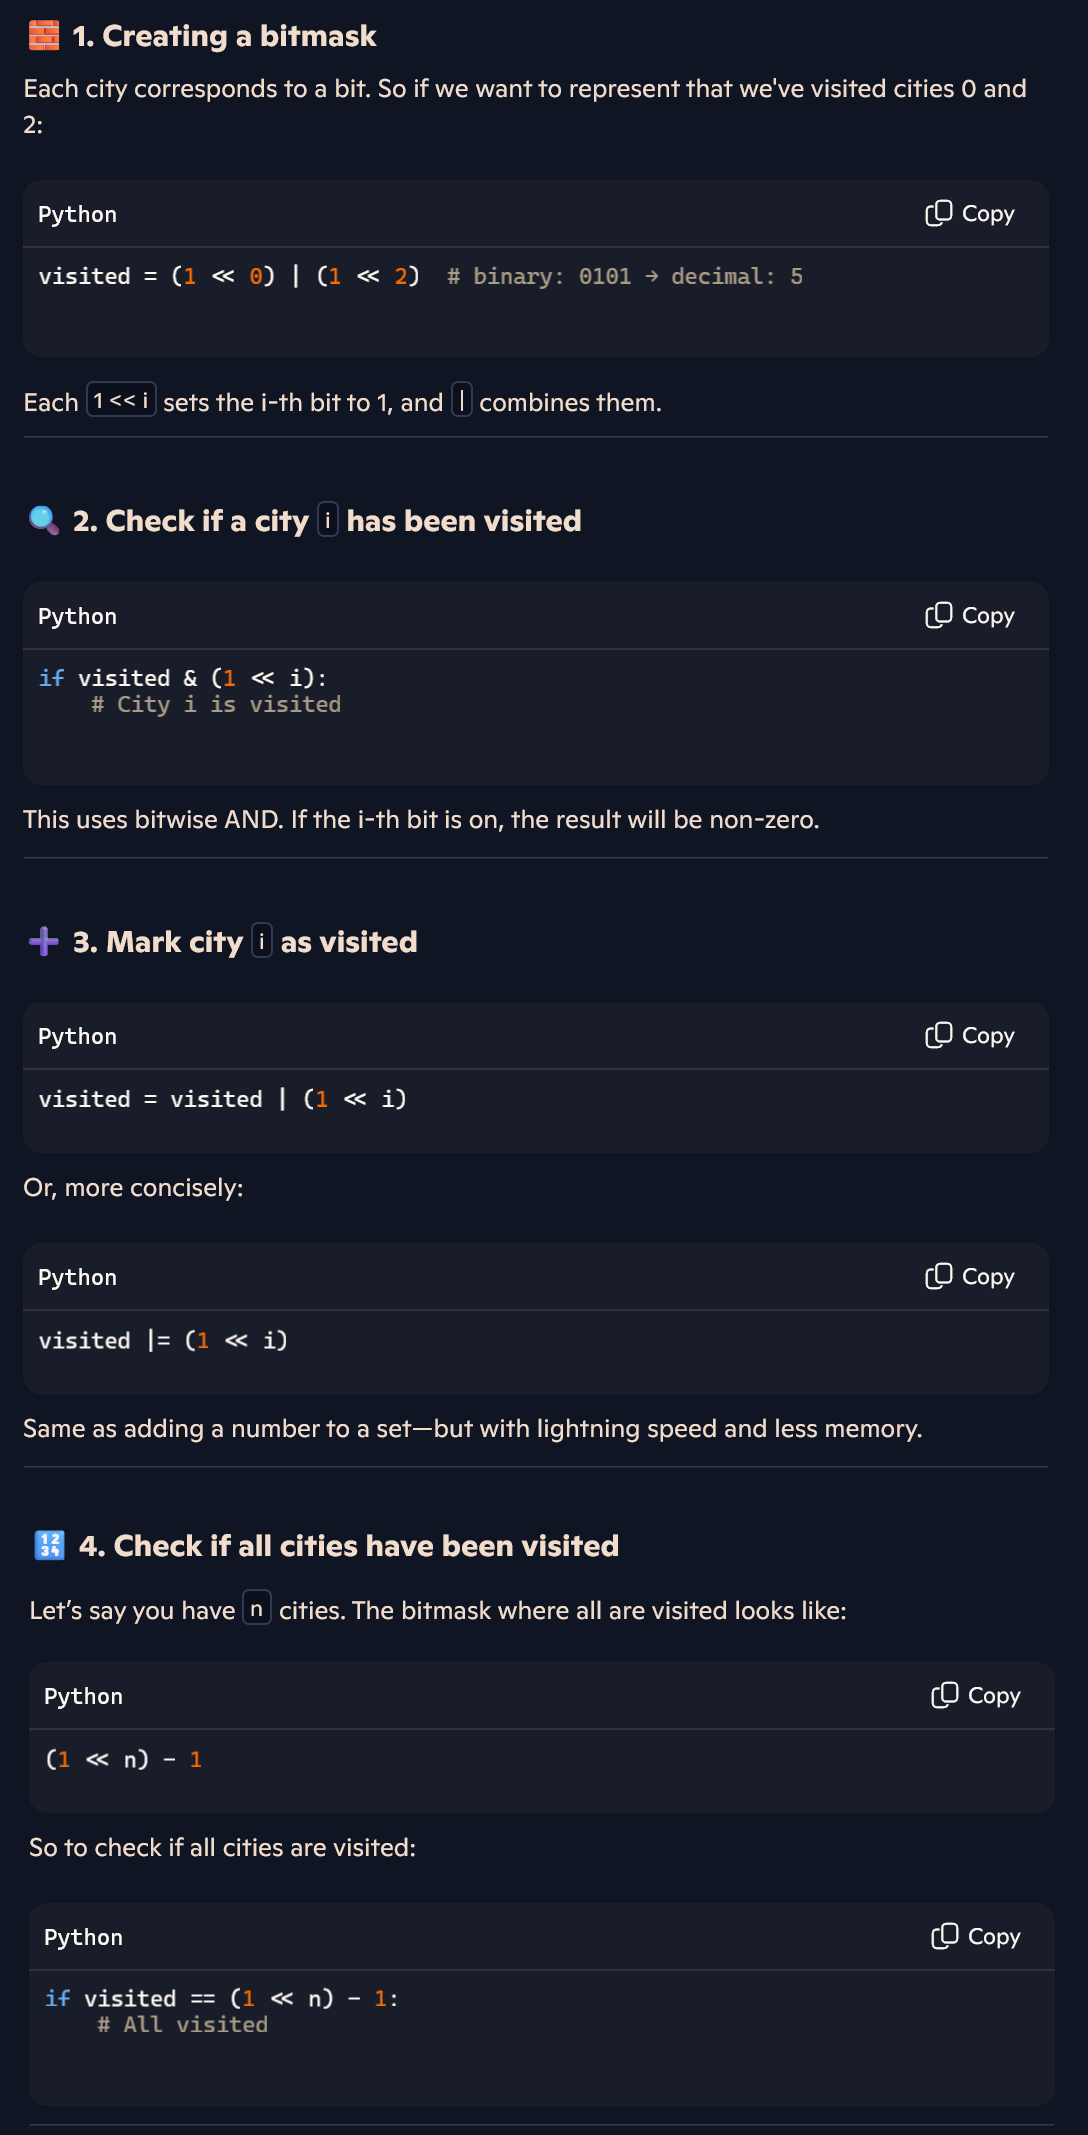 🧱 1. Creating a bitmask
Each city corresponds to a bit. So if we want to represent that we've visited cities 0 and
2:
Python Copy
visited = (1 << 0) | (1 << 2)  # binary: 0101 → decimal: 5
Each 1 << i sets the i-th bit to 1, and | combines them.
🔍 2. Check if a city i has been visited
Python Copy
if visited & (1 << i):
    # City i is visited
This uses bitwise AND. If the i-th bit is on, the result will be non-zero.
➕ 3. Mark city i as visited
Python Copy
visited = visited | (1 << i)
Or, more concisely:
Python Copy
visited |= (1 << i)
Same as adding a number to a set—but with lightning speed and less memory.
🔢 4. Check if all cities have been visited
Let’s say you have n cities. The bitmask where all are visited looks like:
Python Copy
(1 << n) - 1
So to check if all cities are visited:
Python Copy
if visited == (1 << n) - 1:
    # All visited